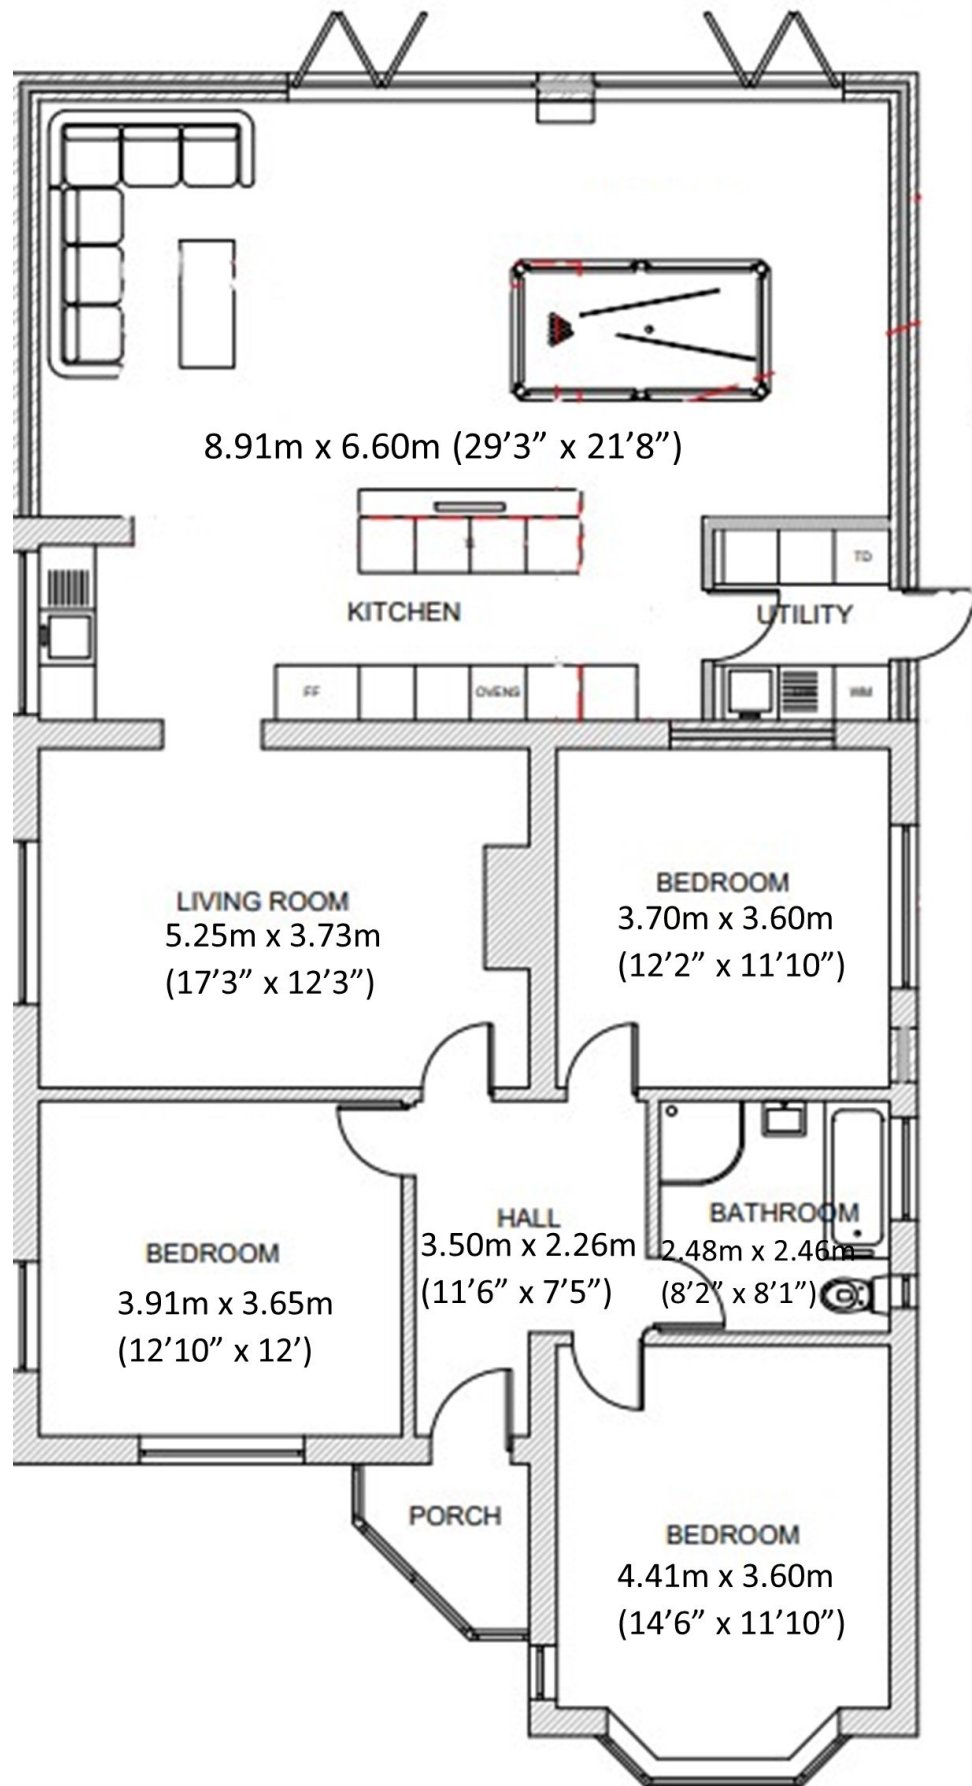 8.91m x 6.60m (29’3” x 21’8”)
KITCHEN
TD
UTILITY
FF
OVENS
WM
LIVING ROOM
5.25m x 3.73m
(17’3” x 12’3”)
BEDROOM
3.70m x 3.60m
(12’2” x 11’10”)
BEDROOM
3.91m x 3.65m
(12’10” x 12’)
HALL
3.50m x 2.26m
(11’6” x 7’5”)
BATHROOM
2.48m x 2.46m
(8’2” x 8’1”)
PORCH
BEDROOM
4.41m x 3.60m
(14’6” x 11’10”)